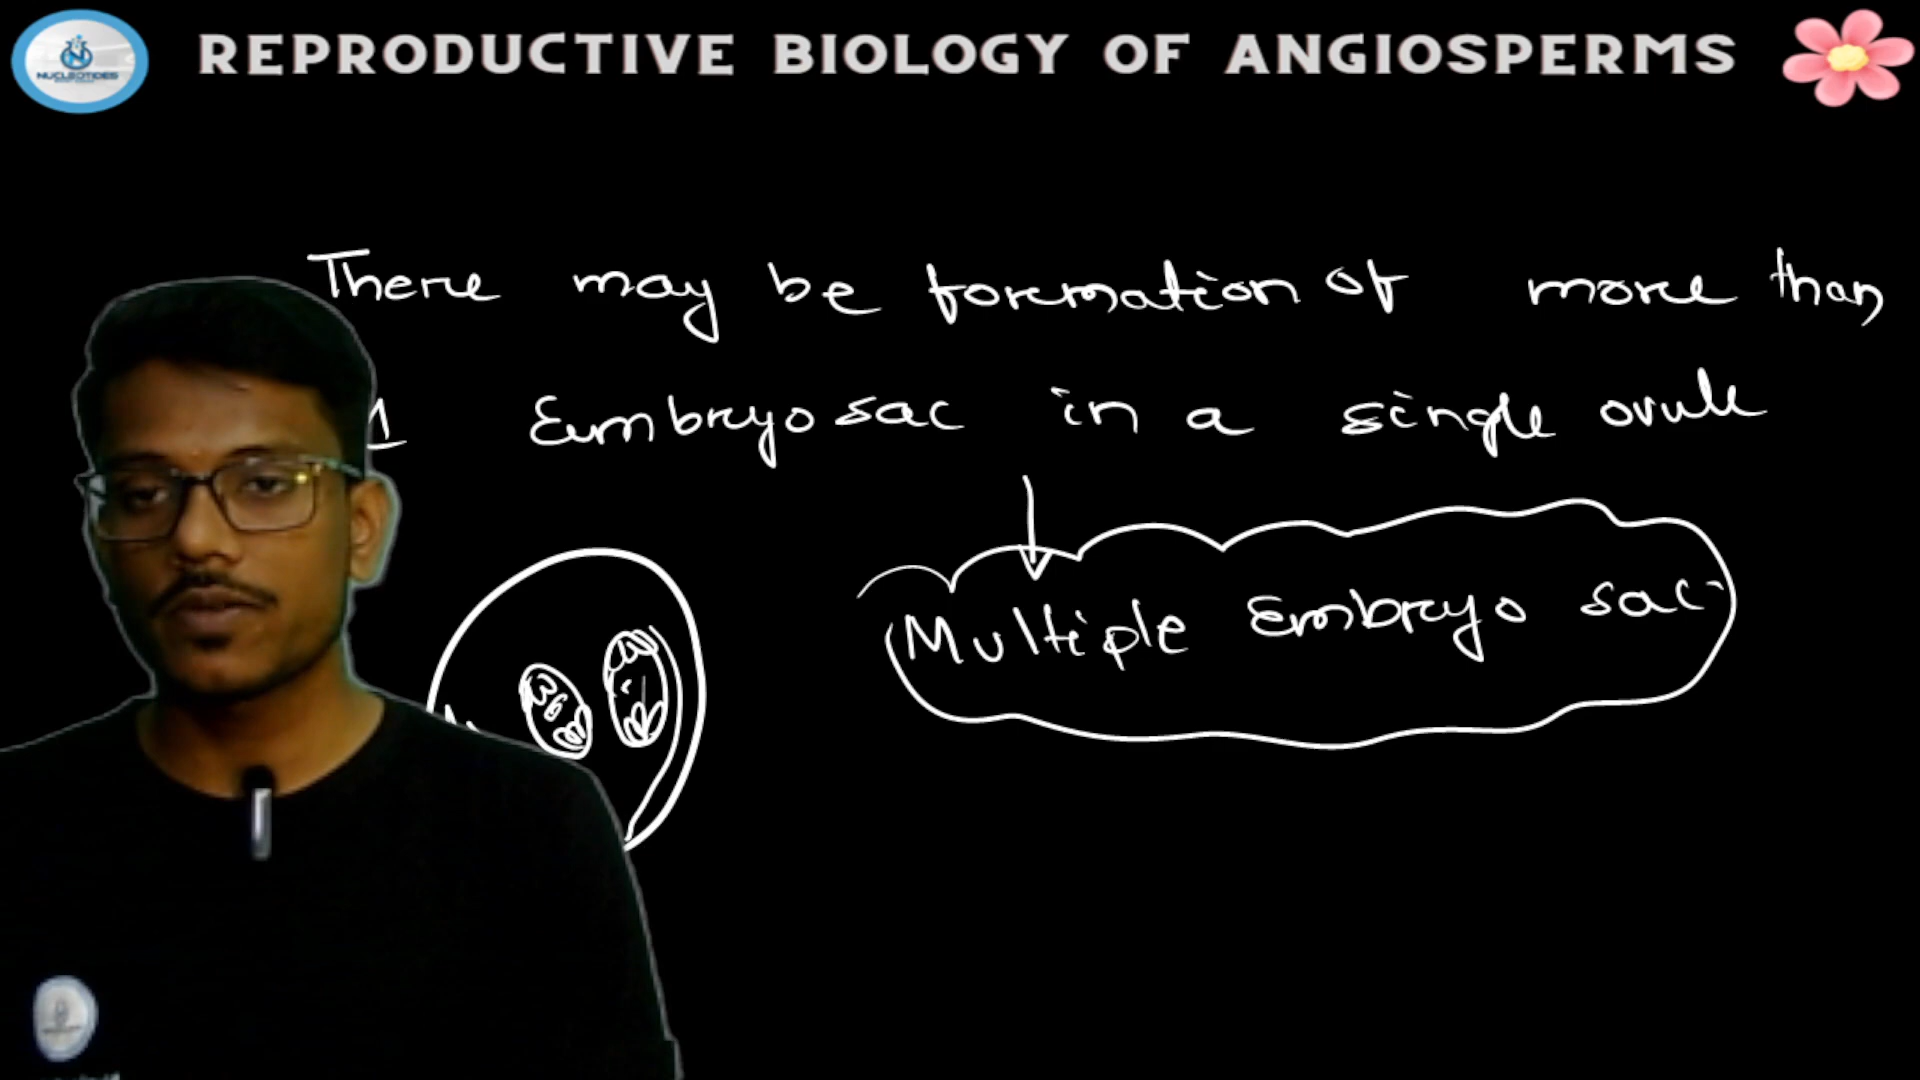 NUCLEOTIDES
REPRODUCTIVE BIOLOGY OF ANGIOSPERMS
There may be formation of more than
1 Embryo sac in a single ovule
Multiple Embryo sac